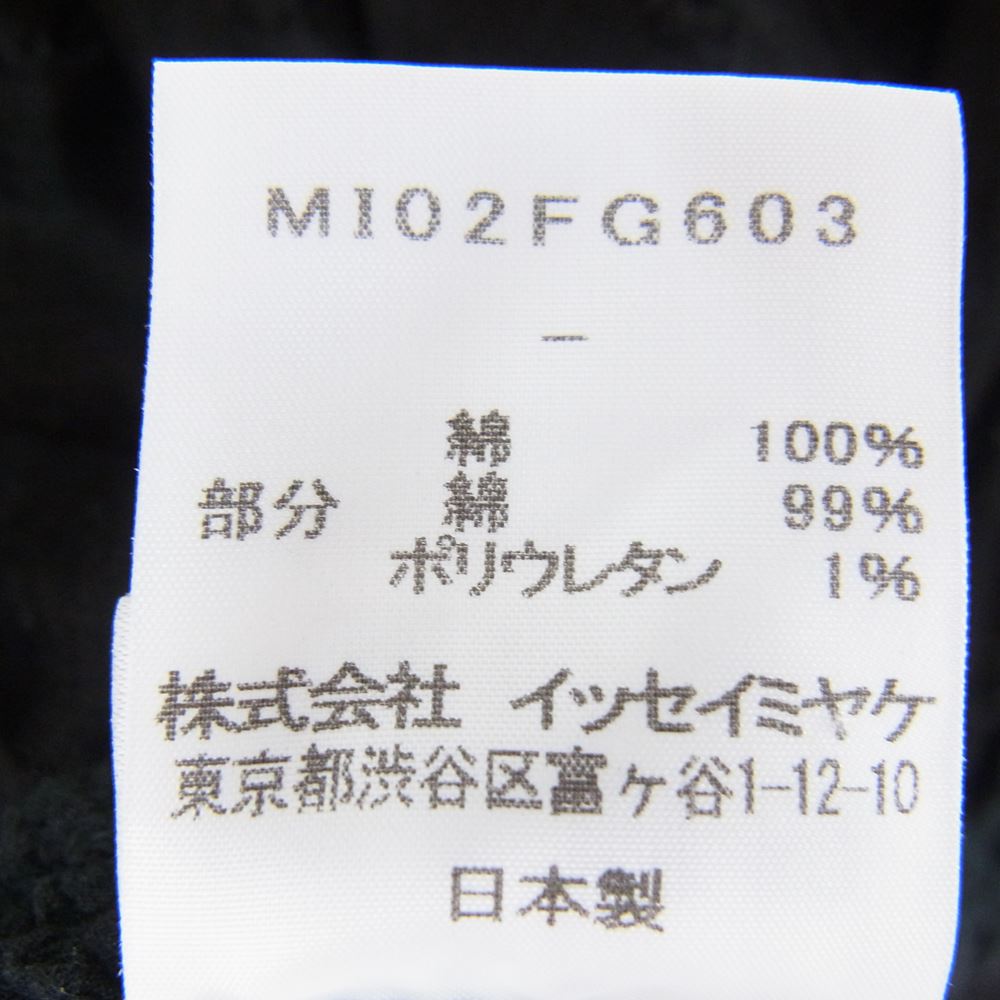 MI02FG603
—
綿 100%
部分 綿 99%
ポリウレタン 1%
株式会社 イッセイミヤケ
東京都渋谷区富ヶ谷1-12-10
日本製